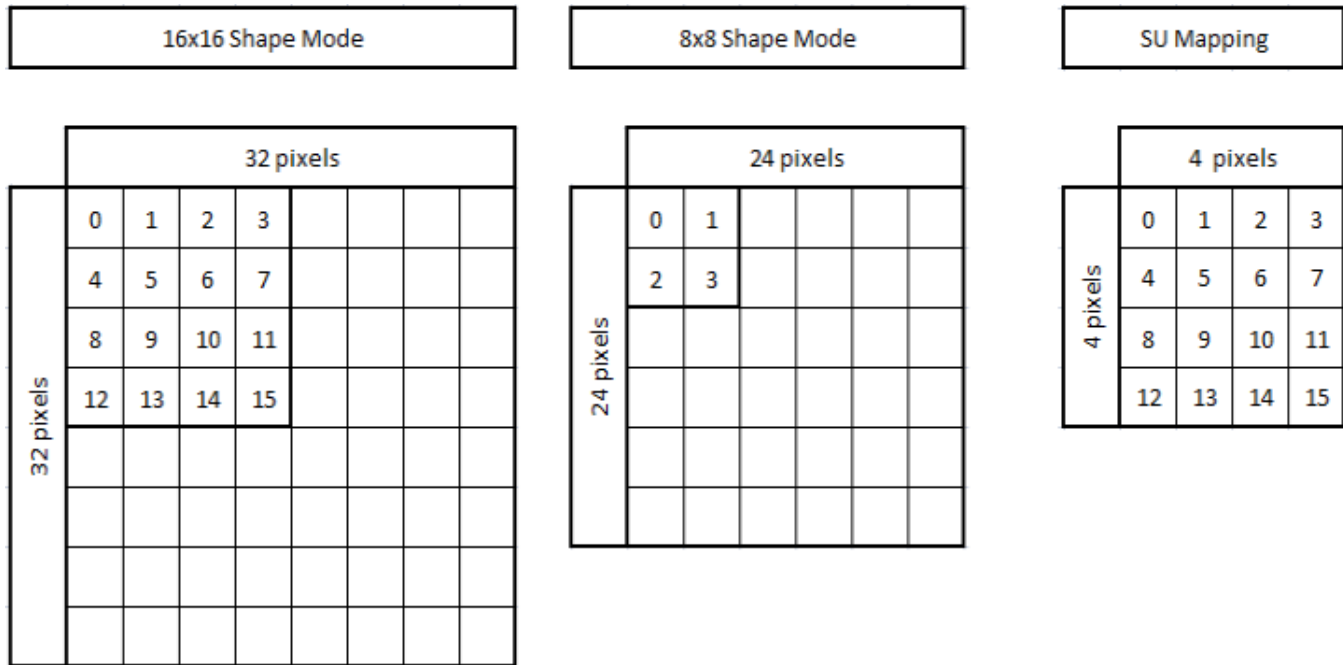 16x16 Shape Mode
8x8 Shape Mode
SU Mapping
32 pixels
32 pixels
0 1 2 3
4 5 6 7
8 9 10 11
12 13 14 15
24 pixels
24 pixels
0 1
2 3
4 pixels
4 pixels
0 1 2 3
4 5 6 7
8 9 10 11
12 13 14 15